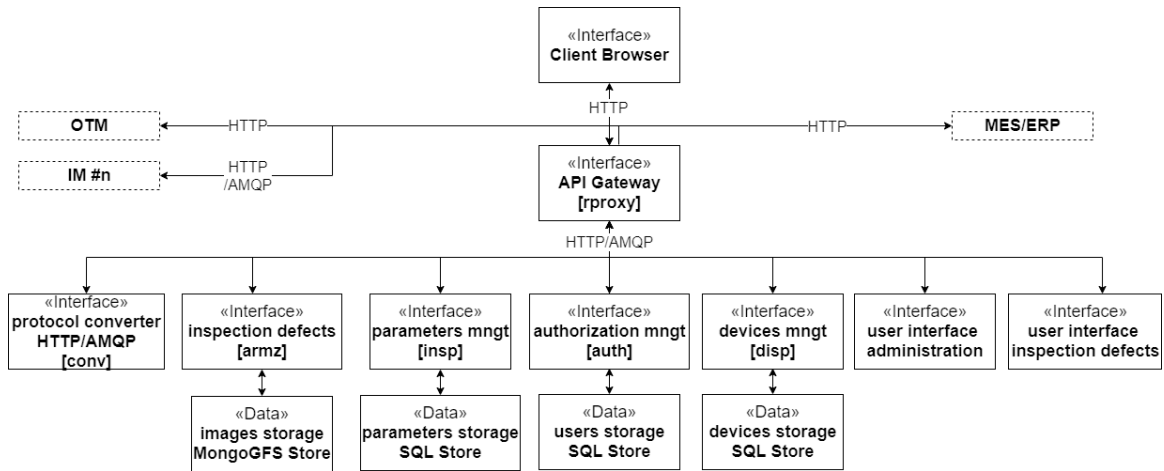 «Interface»
Client Browser
HTTP
OTM
HTTP
HTTP
MES/ERP
IM #n
HTTP
/AMQP
«Interface»
API Gateway
[rproxy]
HTTP/AMQP
«Interface»
protocol converter
HTTP/AMQP
[conv]
«Interface»
inspection defects
[armz]
«Interface»
parameters mngt
[insp]
«Interface»
authorization mngt
[auth]
«Interface»
devices mngt
[disp]
«Interface»
user interface
administration
«Interface»
user interface
inspection defects
«Data»
images storage
MongoGFS Store
«Data»
parameters storage
SQL Store
«Data»
users storage
SQL Store
«Data»
devices storage
SQL Store